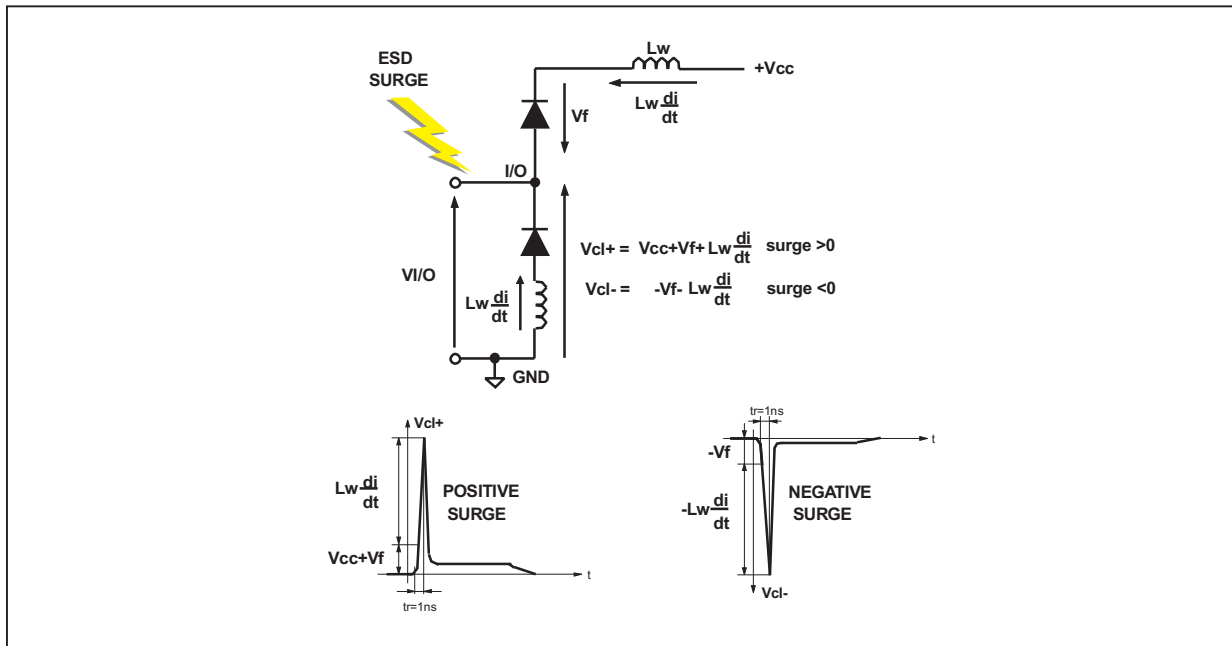 ESD
SURGE
Lw
+Vcc
Lw di/dt
Vf
I/O
VI/O
Lw di/dt
Vcl+ = Vcc+Vf+ Lw di/dt surge >0
Vcl- = -Vf- Lw di/dt surge <0
GND
Vcl+
Lw di/dt
POSITIVE
SURGE
Vcc+Vf
t
tr=1ns
tr=1ns
t
-Vf
-Lw di/dt
NEGATIVE
SURGE
Vcl-